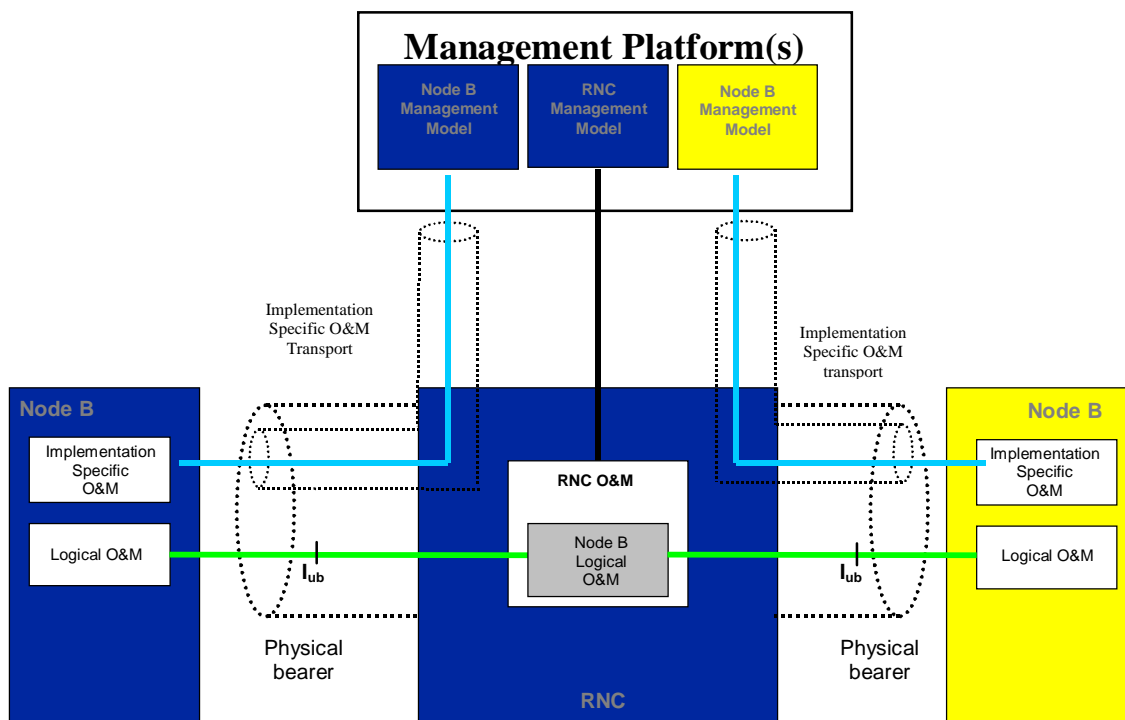 Management Platform(s)
Node B
Management
Model
RNC
Management
Model
Node B
Management
Model
Implementation
Specific O&M
Transport
Implementation
Specific O&M
transport
Node B
Implementation
Specific
O&M
Logical O&M
Iub
Physical
bearer
RNC O&M
Node B
Logical
O&M
RNC
Iub
Physical
bearer
Node B
Implementation
Specific
O&M
Logical O&M